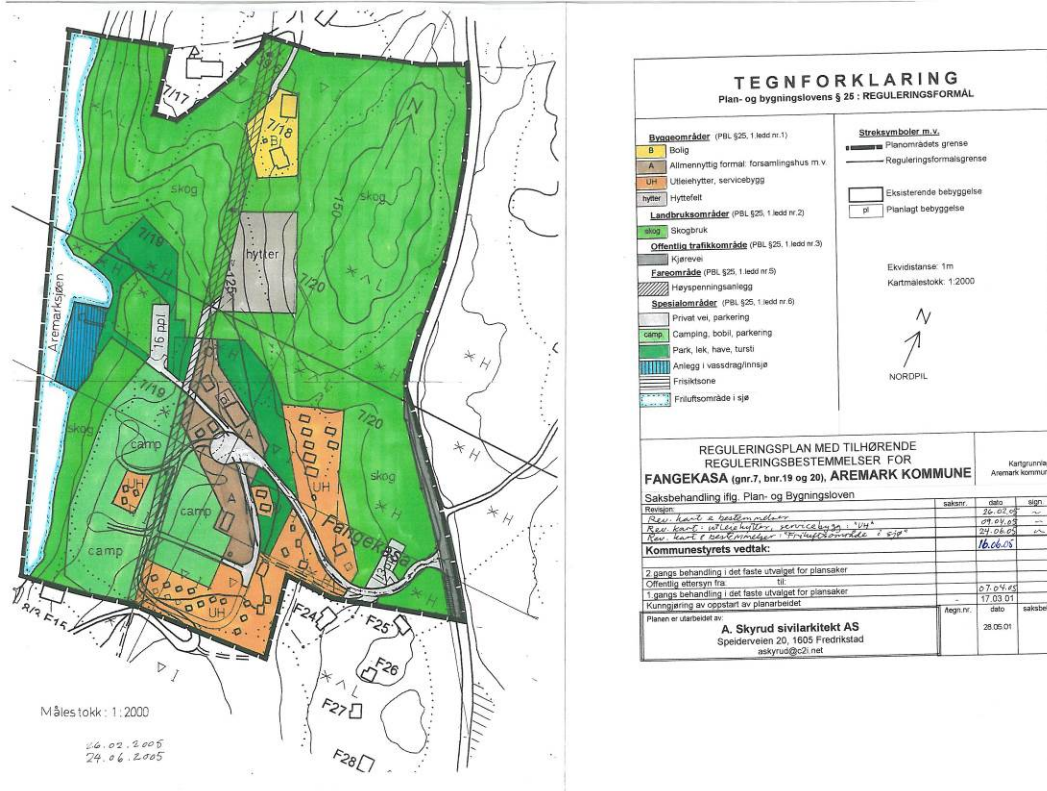 7/17
N
7/18
B
skog
skog
150
7/19
hytter
H
7/20
L
125
Aremarksjøen
16 ppl
H
7/19
7/20
skog
camp
A
skog
UH
UH
camp
A
Fangekasa
camp
H
UH
8/3
F15
F24
F25
F26
L
F27
F28
I
Målestokk : 1:2000
26.02.2005
24.06.2005
TEGNFORKLARING
Plan- og bygningslovens § 25 : REGULERINGSFORMÅL
Byggeområder (PBL §25, 1.ledd nr.1)
B Bolig
A Allmennyttig formål: forsamlingshus m.v.
UH Utleiehytter, servicebygg
hytter Hyttefelt
Landbruksområder (PBL §25, 1.ledd nr.2)
skog Skogbruk
Offentlig trafikkområde (PBL §25, 1.ledd nr.3)
Kjørevei
Fareområde (PBL §25, 1.ledd nr.5)
Høyspenningsanlegg
Spesialområder (PBL §25, 1.ledd nr.6)
Privat vei, parkering
camp Camping, bobil, parkering
Park, lek, have, tursti
Anlegg i vassdrag/innsjø
Frisiktsone
Friluftsområde i sjø
Streksymboler m.v.
Planområdets grense
Reguleringsformålsgrense
Eksisterende bebyggelse
pl Planlagt bebyggelse
Ekvidistanse: 1m
Kartmålestokk: 1:2000
N
NORDPIL
REGULERINGSPLAN MED TILHØRENDE
REGULERINGSBESTEMMELSER FOR
FANGEKASA (gnr.7, bnr.19 og 20), AREMARK KOMMUNE
Kartgrunnlag
Aremark kommun
Saksbehandling iflg. Plan- og Bygningsloven
saksnr. dato sign.
Revisjon:
Rev. kart & bestemmelser 26.02.05
Rev. kart : utleiehytter, servicebygg : "UH" 09.04.05
Rev. kart & bestemmelser : "Friluftsområde i sjø" 24.06.05
Kommunestyrets vedtak: 16.06.05
2.gangs behandling i det faste utvalget for plansaker
Offentlig ettersyn fra: til:
1.gangs behandling i det faste utvalget for plansaker 07.04.05
Kunngjøring av oppstart av planarbeidet - 17.03.01
Planen er utarbeidet av:
A. Skyrud sivilarkitekt AS
Speiderveien 20, 1605 Fredrikstad
askyrud@c2i.net
dato saksbe
28.05.01